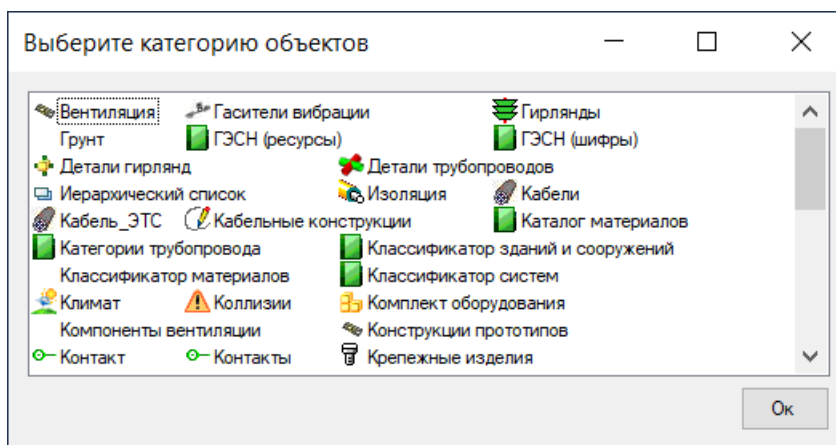 Выберите категорию объектов
Вентиляция Гасители вибрации Гирлянды
Грунт ГЭСН (ресурсы) ГЭСН (шифры)
Детали гирлянд Детали трубопроводов
Иерархический список Изоляция Кабели
Кабель_ЭТС Кабельные конструкции Каталог материалов
Категории трубопровода Классификатор зданий и сооружений
Классификатор материалов Классификатор систем
Климат Коллизии Комплект оборудования
Компоненты вентиляции Конструкции прототипов
Контакт Контакты Крепежные изделия
Ок